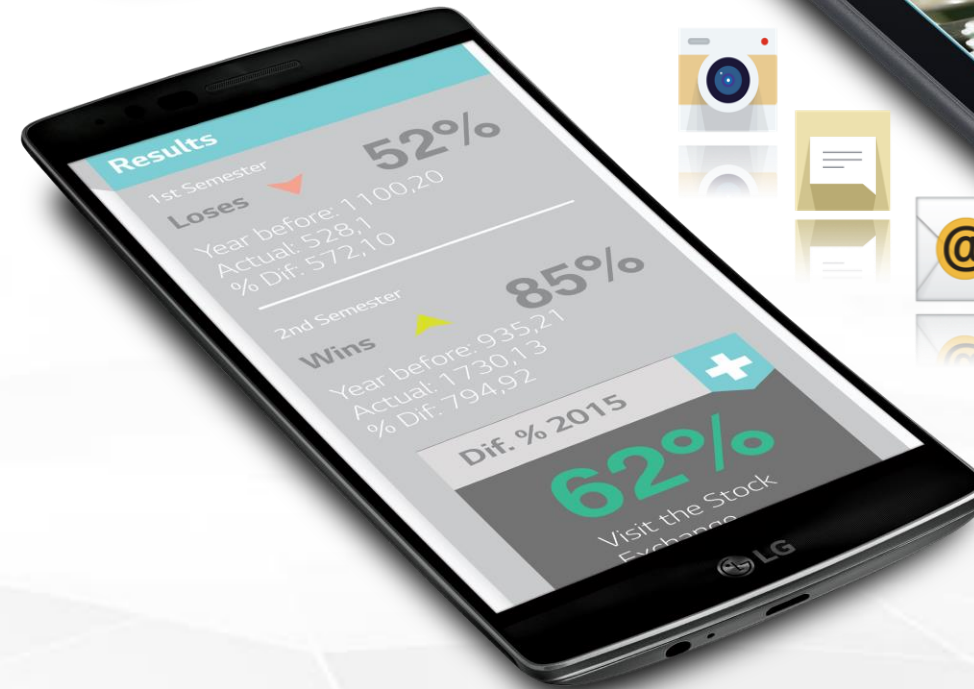 Results
1st Semester
Loses
52%
Year before: 1100,20
Actual: 528,1
% Dif: 572,10
2nd Semester
Wins
85%
Year before: 935,21
Actual: 1730,13
% Dif: 794,92
Dif. % 2015
62%
Visit the Stock
Exchange
LG
@